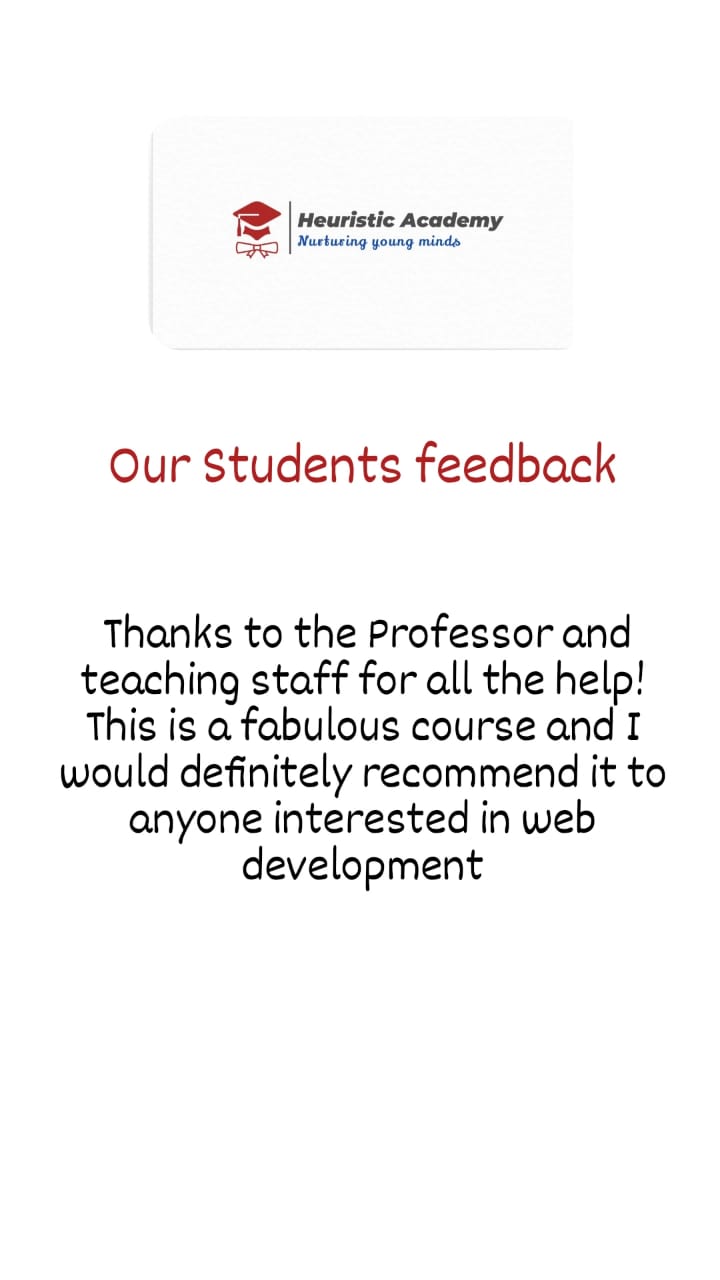 Heuristic Academy
Nurturing young minds
Our Students feedback
Thanks to the Professor and
teaching staff for all the help!
This is a fabulous course and I
would definitely recommend it to
anyone interested in web
development